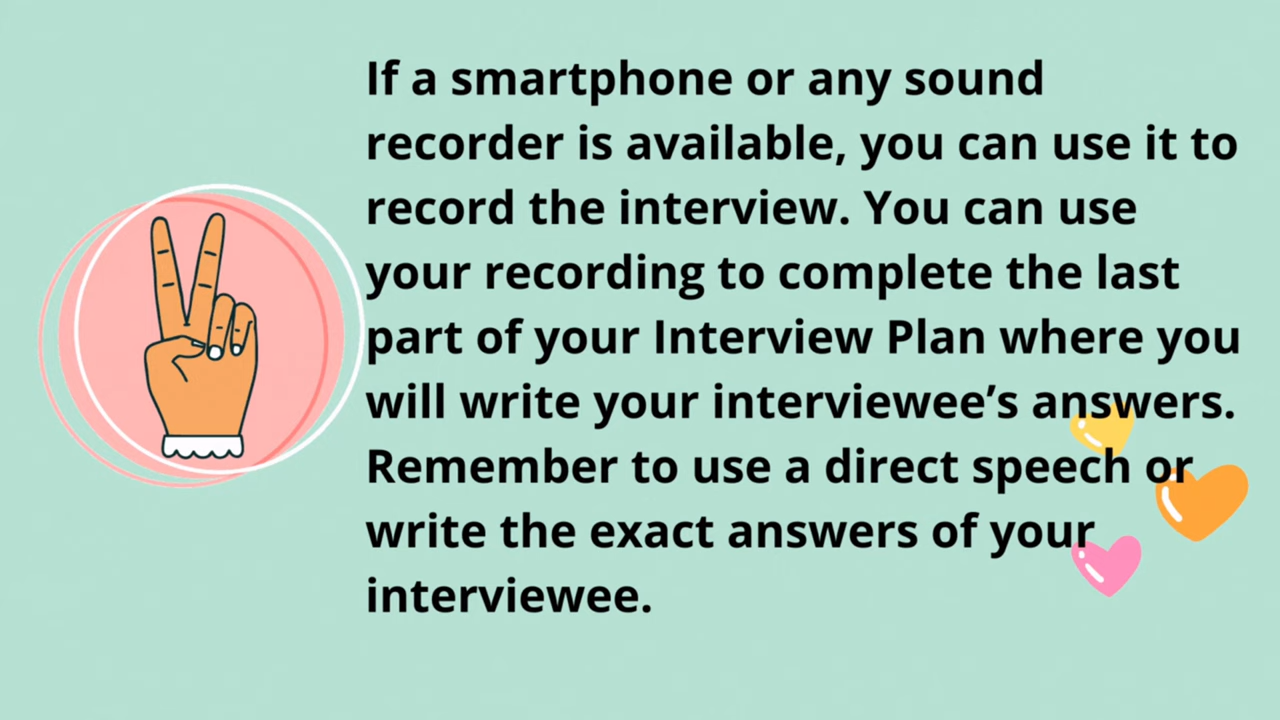 If a smartphone or any sound
recorder is available, you can use it to
record the interview. You can use
your recording to complete the last
part of your Interview Plan where you
will write your interviewee’s answers.
Remember to use a direct speech or
write the exact answers of your
interviewee.